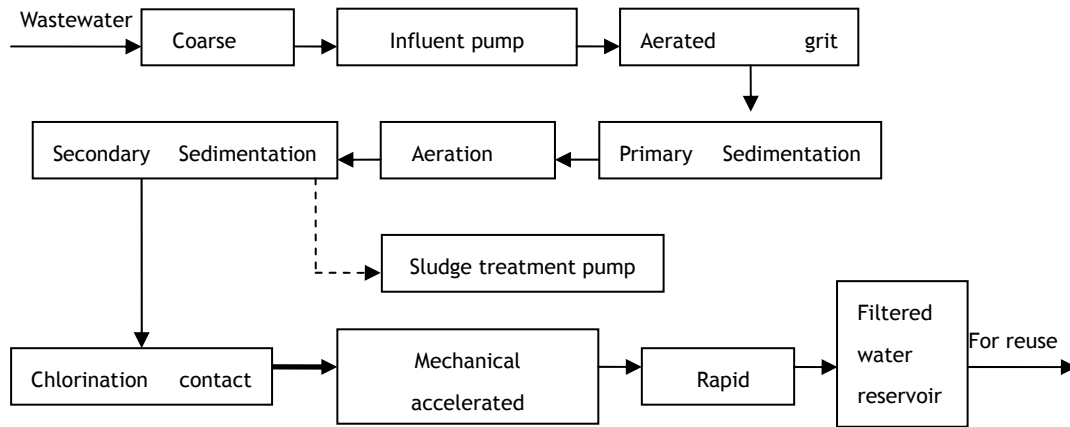 Wastewater
Coarse
Influent pump
Aerated grit
Secondary Sedimentation
Aeration
Primary Sedimentation
Sludge treatment pump
Chlorination contact
Mechanical
accelerated
Rapid
Filtered
water
reservoir
For reuse